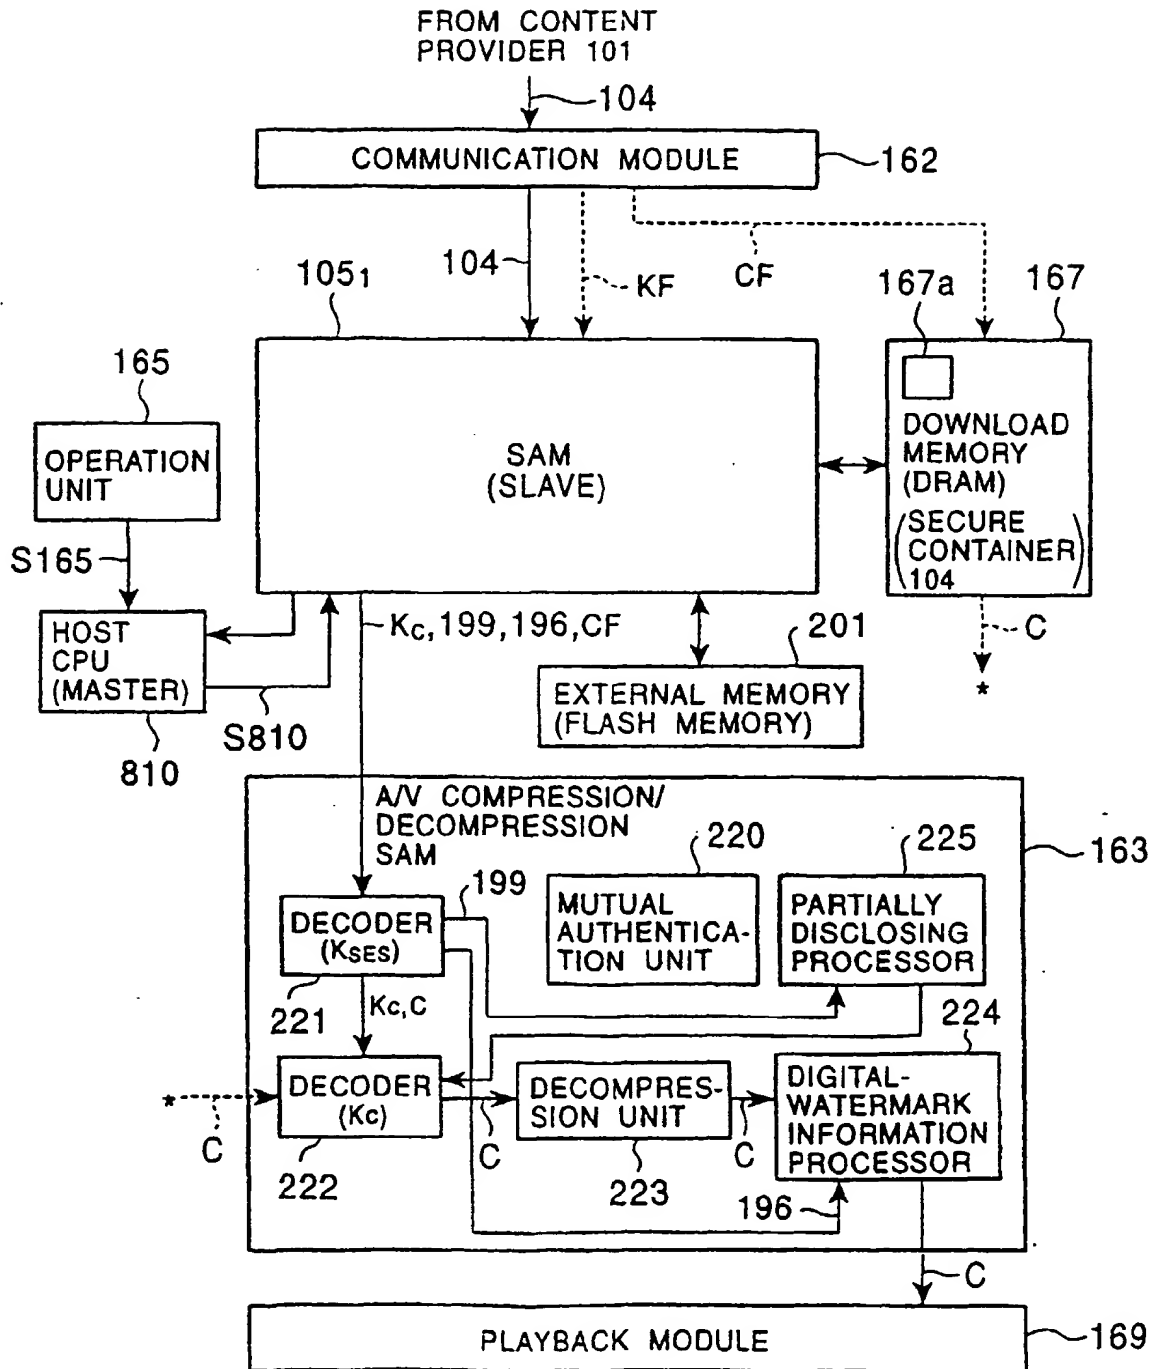 FROM CONTENT
PROVIDER 101
104
COMMUNICATION MODULE
162
104
KF
CF
105₁
167a
167
165
OPERATION
UNIT
SAM
(SLAVE)
DOWNLOAD
MEMORY
(DRAM)
(SECURE
CONTAINER
104)
S165
HOST
CPU
(MASTER)
Kc,199,196,CF
201
C
*
EXTERNAL MEMORY
(FLASH MEMORY)
S810
810
A/V COMPRESSION/
DECOMPRESSION
SAM
163
199
220
225
DECODER
(KSES)
MUTUAL
AUTHENTICA-
TION UNIT
PARTIALLY
DISCLOSING
PROCESSOR
221
Kc,C
224
DECODER
(Kc)
DECOMPRES-
SION UNIT
DIGITAL-
WATERMARK
INFORMATION
PROCESSOR
*
C
C
C
222
223
196
C
PLAYBACK MODULE
169